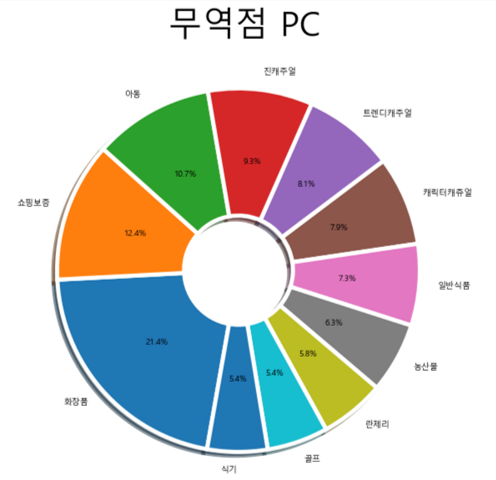 무역점 PC
진캐주얼
아동
트렌디캐주얼
9.3%
10.7%
8.1%
캐릭터캐쥬얼
쇼핑보증
7.9%
12.4%
7.3%
일반식품
6.3%
21.4%
5.8%
농산물
5.4%
5.4%
화장품
란제리
골프
식기